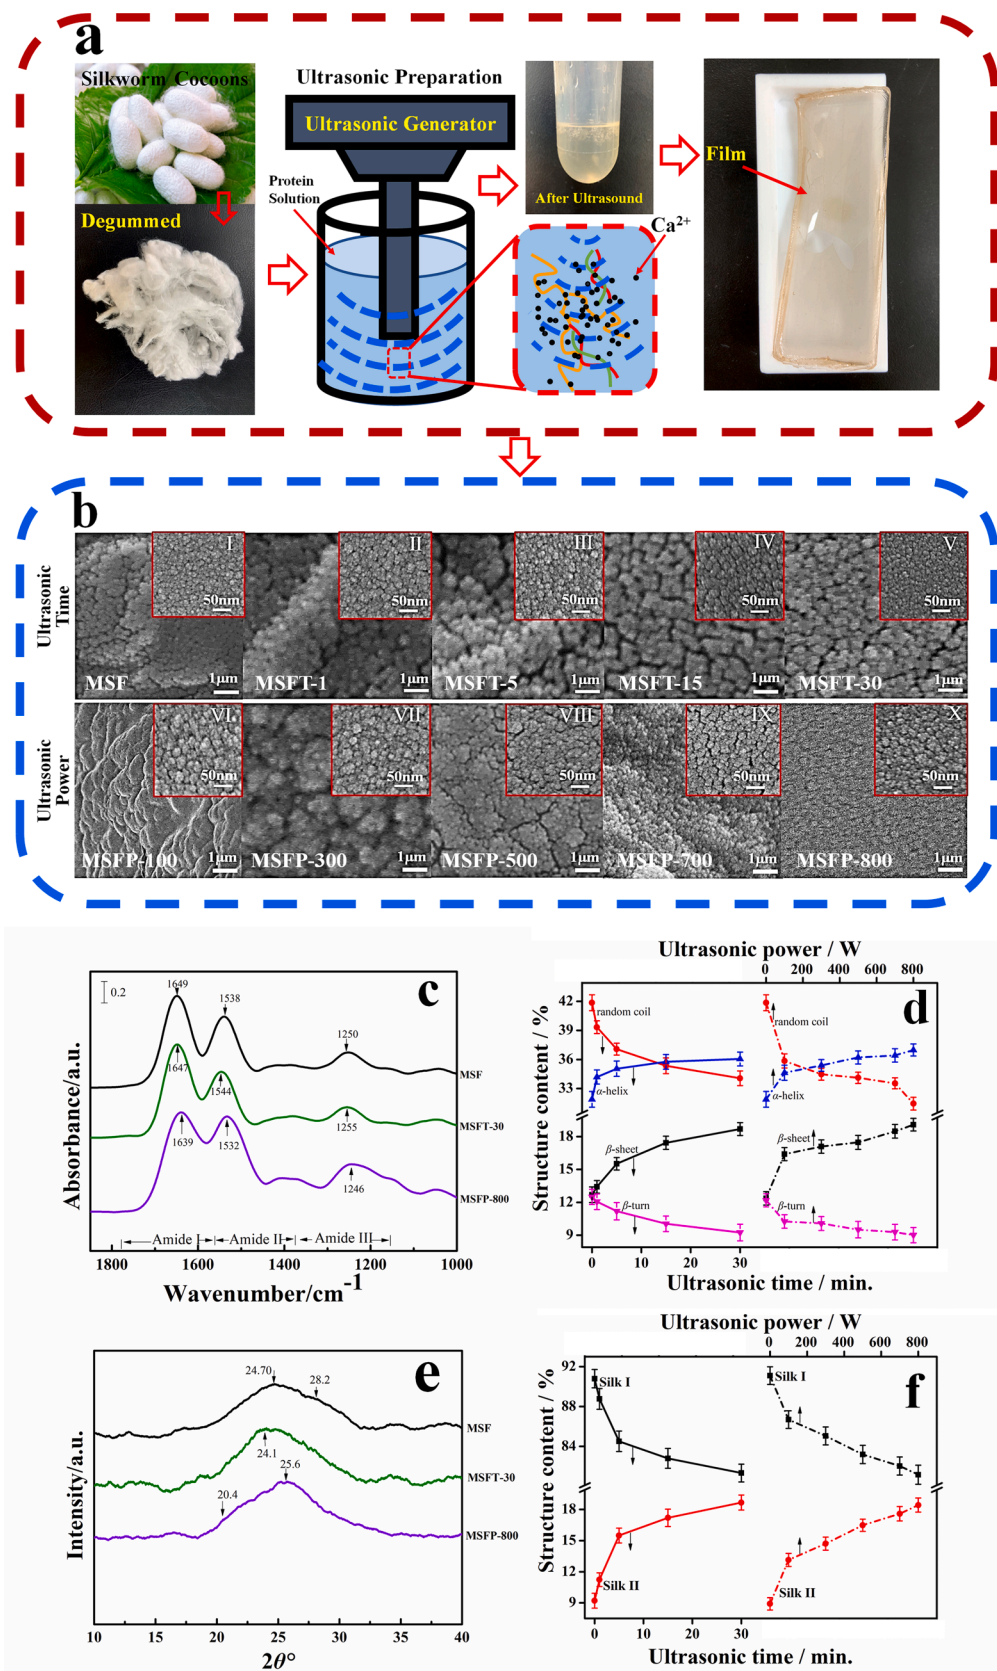 a
Silkworm Cocoons
Degummed
Ultrasonic Preparation
Ultrasonic Generator
Protein
Solution
After Ultrasound
Ca2+
Film
b
Ultrasonic
Time
I
50nm
MSF
1μm
II
50nm
MSFT-1
1μm
III
50nm
MSFT-5
1μm
IV
50nm
MSFT-15
1μm
V
50nm
MSFT-30
1μm
Ultrasonic
Power
VI
50nm
MSFP-100
1μm
VII
50nm
MSFP-300
1μm
VIII
50nm
MSFP-500
1μm
IX
50nm
MSFP-700
1μm
X
50nm
MSFP-800
1μm
c
0.2
1649
1538
1250
MSF
1647
1544
1255
MSFT-30
1639
1532
1246
MSFP-800
Amide I
Amide II
Amide III
1800 1600 1400 1200 1000
Wavenumber/cm-1
Absorbance/a.u.
d
Ultrasonic power / W
0 200 400 600 800
42
39
36
33
18
15
12
9
random coil
random coil
α-helix
α-helix
β-sheet
β-sheet
β-turn
β-turn
0 10 20 30
Ultrasonic time / min.
Structure content / %
e
24.70
28.2
MSF
24.1
MSFT-30
20.4
25.6
MSFP-800
10 15 20 25 30 35 40
2θ°
Intensity/a.u.
f
Ultrasonic power / W
0 200 400 600 800
92
88
84
18
15
12
9
Silk I
Silk I
Silk II
Silk II
0 10 20 30
Ultrasonic time / min.
Structure content / %